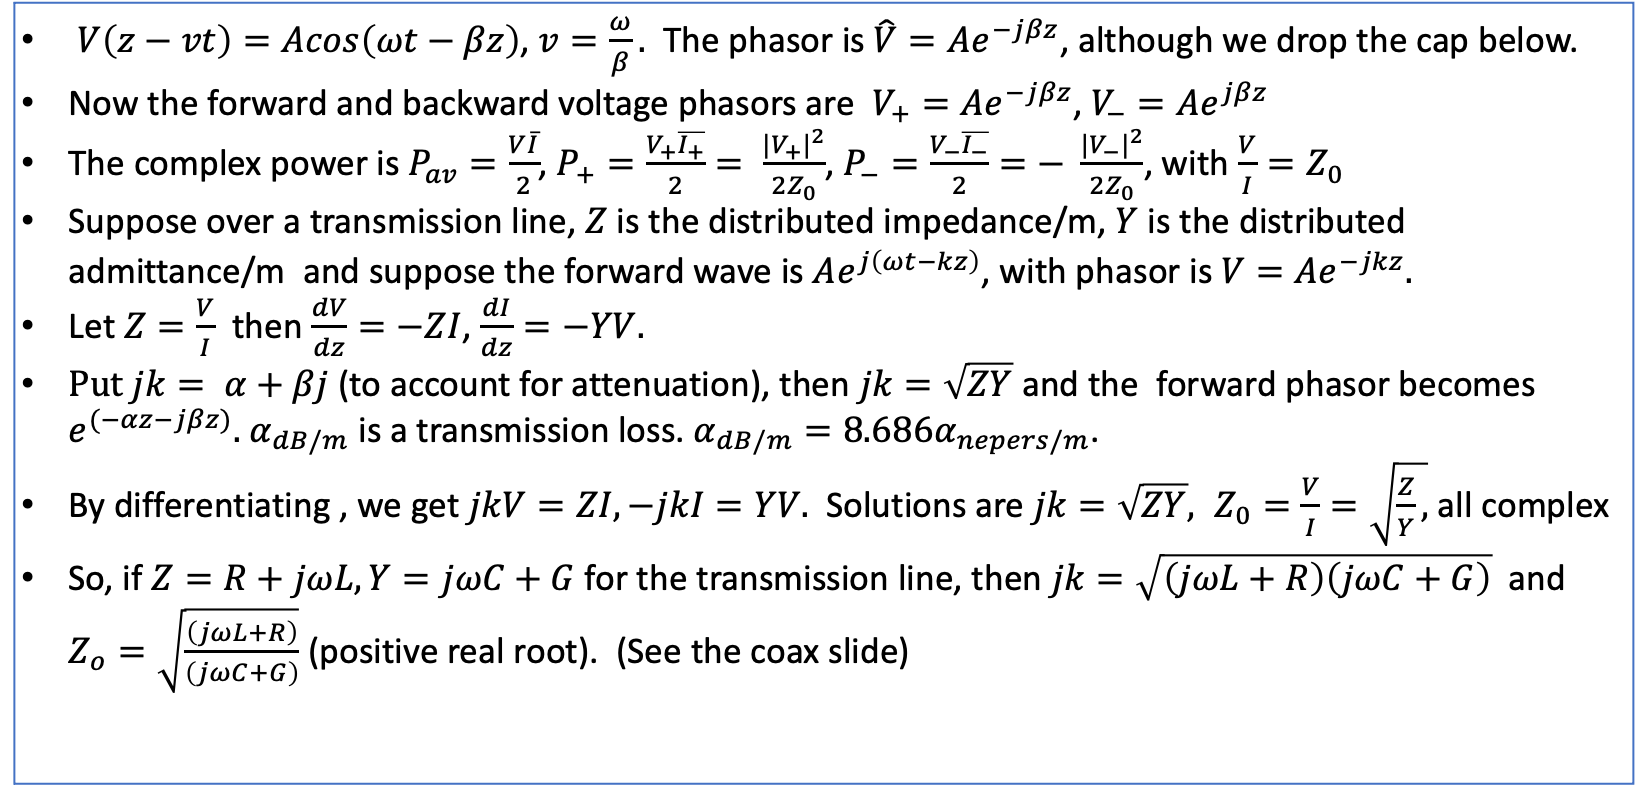 • V(z − vt) = Acos(ωt − βz), v = ω/β. The phasor is V̂ = Ae^{−jβz}, although we drop the cap below.
• Now the forward and backward voltage phasors are V₊ = Ae^{−jβz}, V₋ = Ae^{jβz}
• The complex power is P_{av} = VĪ/2, P₊ = V₊\overline{I₊}/2 = |V₊|²/2Z₀, P₋ = V₋\overline{I₋}/2 = − |V₋|²/2Z₀, with V/I = Z₀
• Suppose over a transmission line, Z is the distributed impedance/m, Y is the distributed
admittance/m and suppose the forward wave is Ae^{j(ωt−kz)}, with phasor is V = Ae^{−jkz}.
• Let Z = V/I then dV/dz = −ZI, dI/dz = −YV.
• Put jk = α + βj (to account for attenuation), then jk = √(ZY) and the forward phasor becomes
e^{(−αz−jβz)}. α_{dB/m} is a transmission loss. α_{dB/m} = 8.686α_{nepers/m}.
• By differentiating , we get jkV = ZI, −jkI = YV. Solutions are jk = √(ZY), Z₀ = V/I = √(Z/Y), all complex
• So, if Z = R + jωL, Y = jωC + G for the transmission line, then jk = √((jωL + R)(jωC + G)) and
Z_o = √((jωL+R)/(jωC+G)) (positive real root). (See the coax slide)